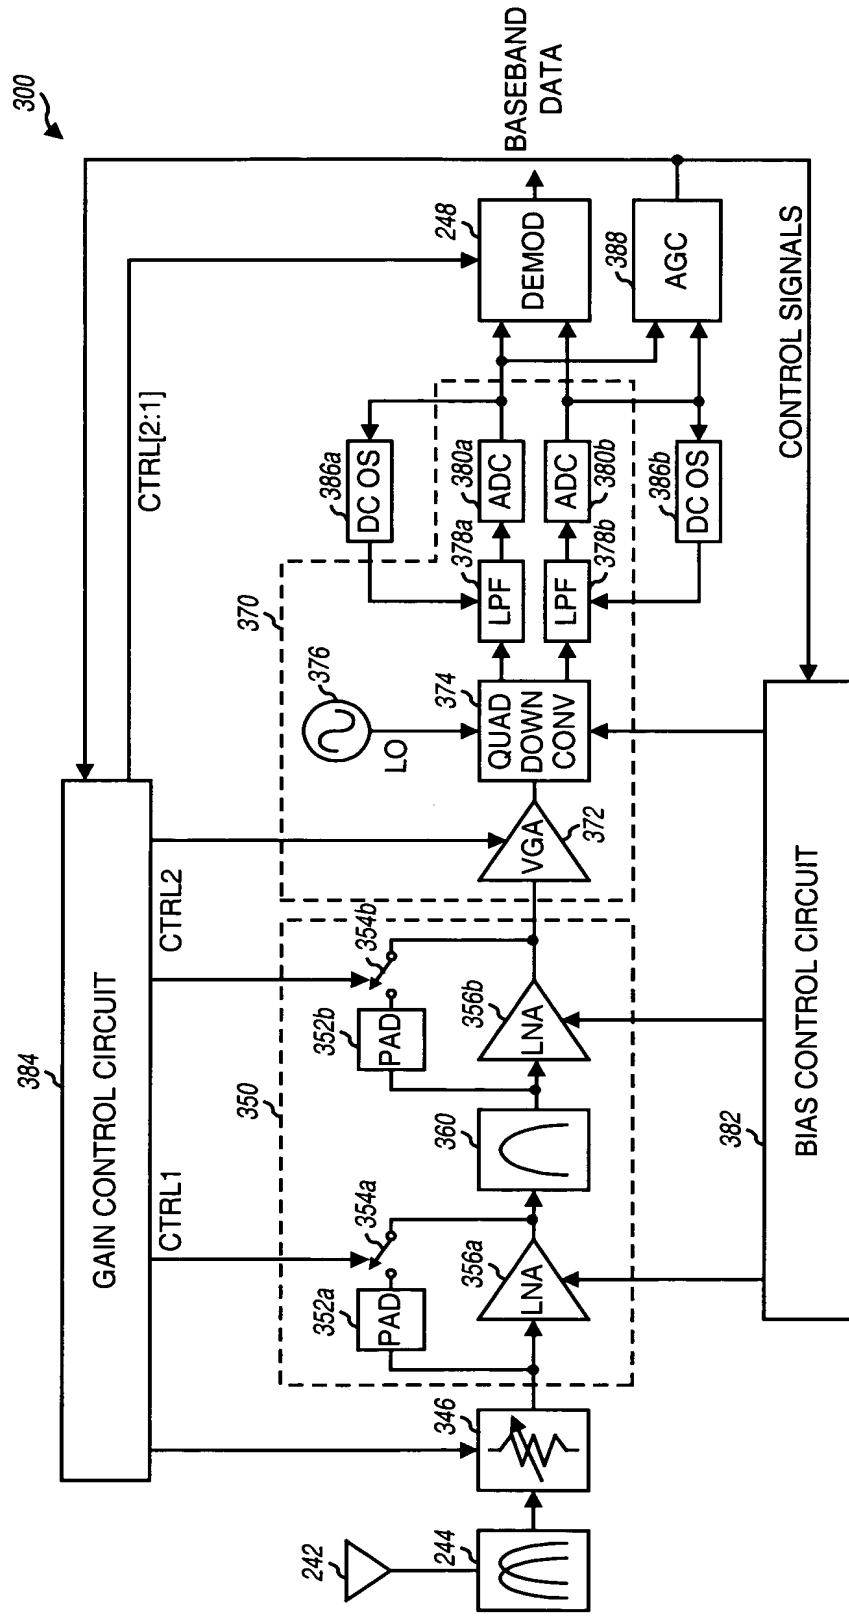 300
384
GAIN CONTROL CIRCUIT
CTRL1
CTRL2
CTRL[2:1]
242
244
346
350
352a
PAD
354a
356a
LNA
360
352b
PAD
354b
356b
LNA
370
372
VGA
376
LO
374
QUAD
DOWN
CONV
378a
LPF
378b
LPF
380a
ADC
380b
ADC
386a
DC OS
386b
DC OS
248
DEMOD
BASEBAND
DATA
388
AGC
CONTROL SIGNALS
382
BIAS CONTROL CIRCUIT